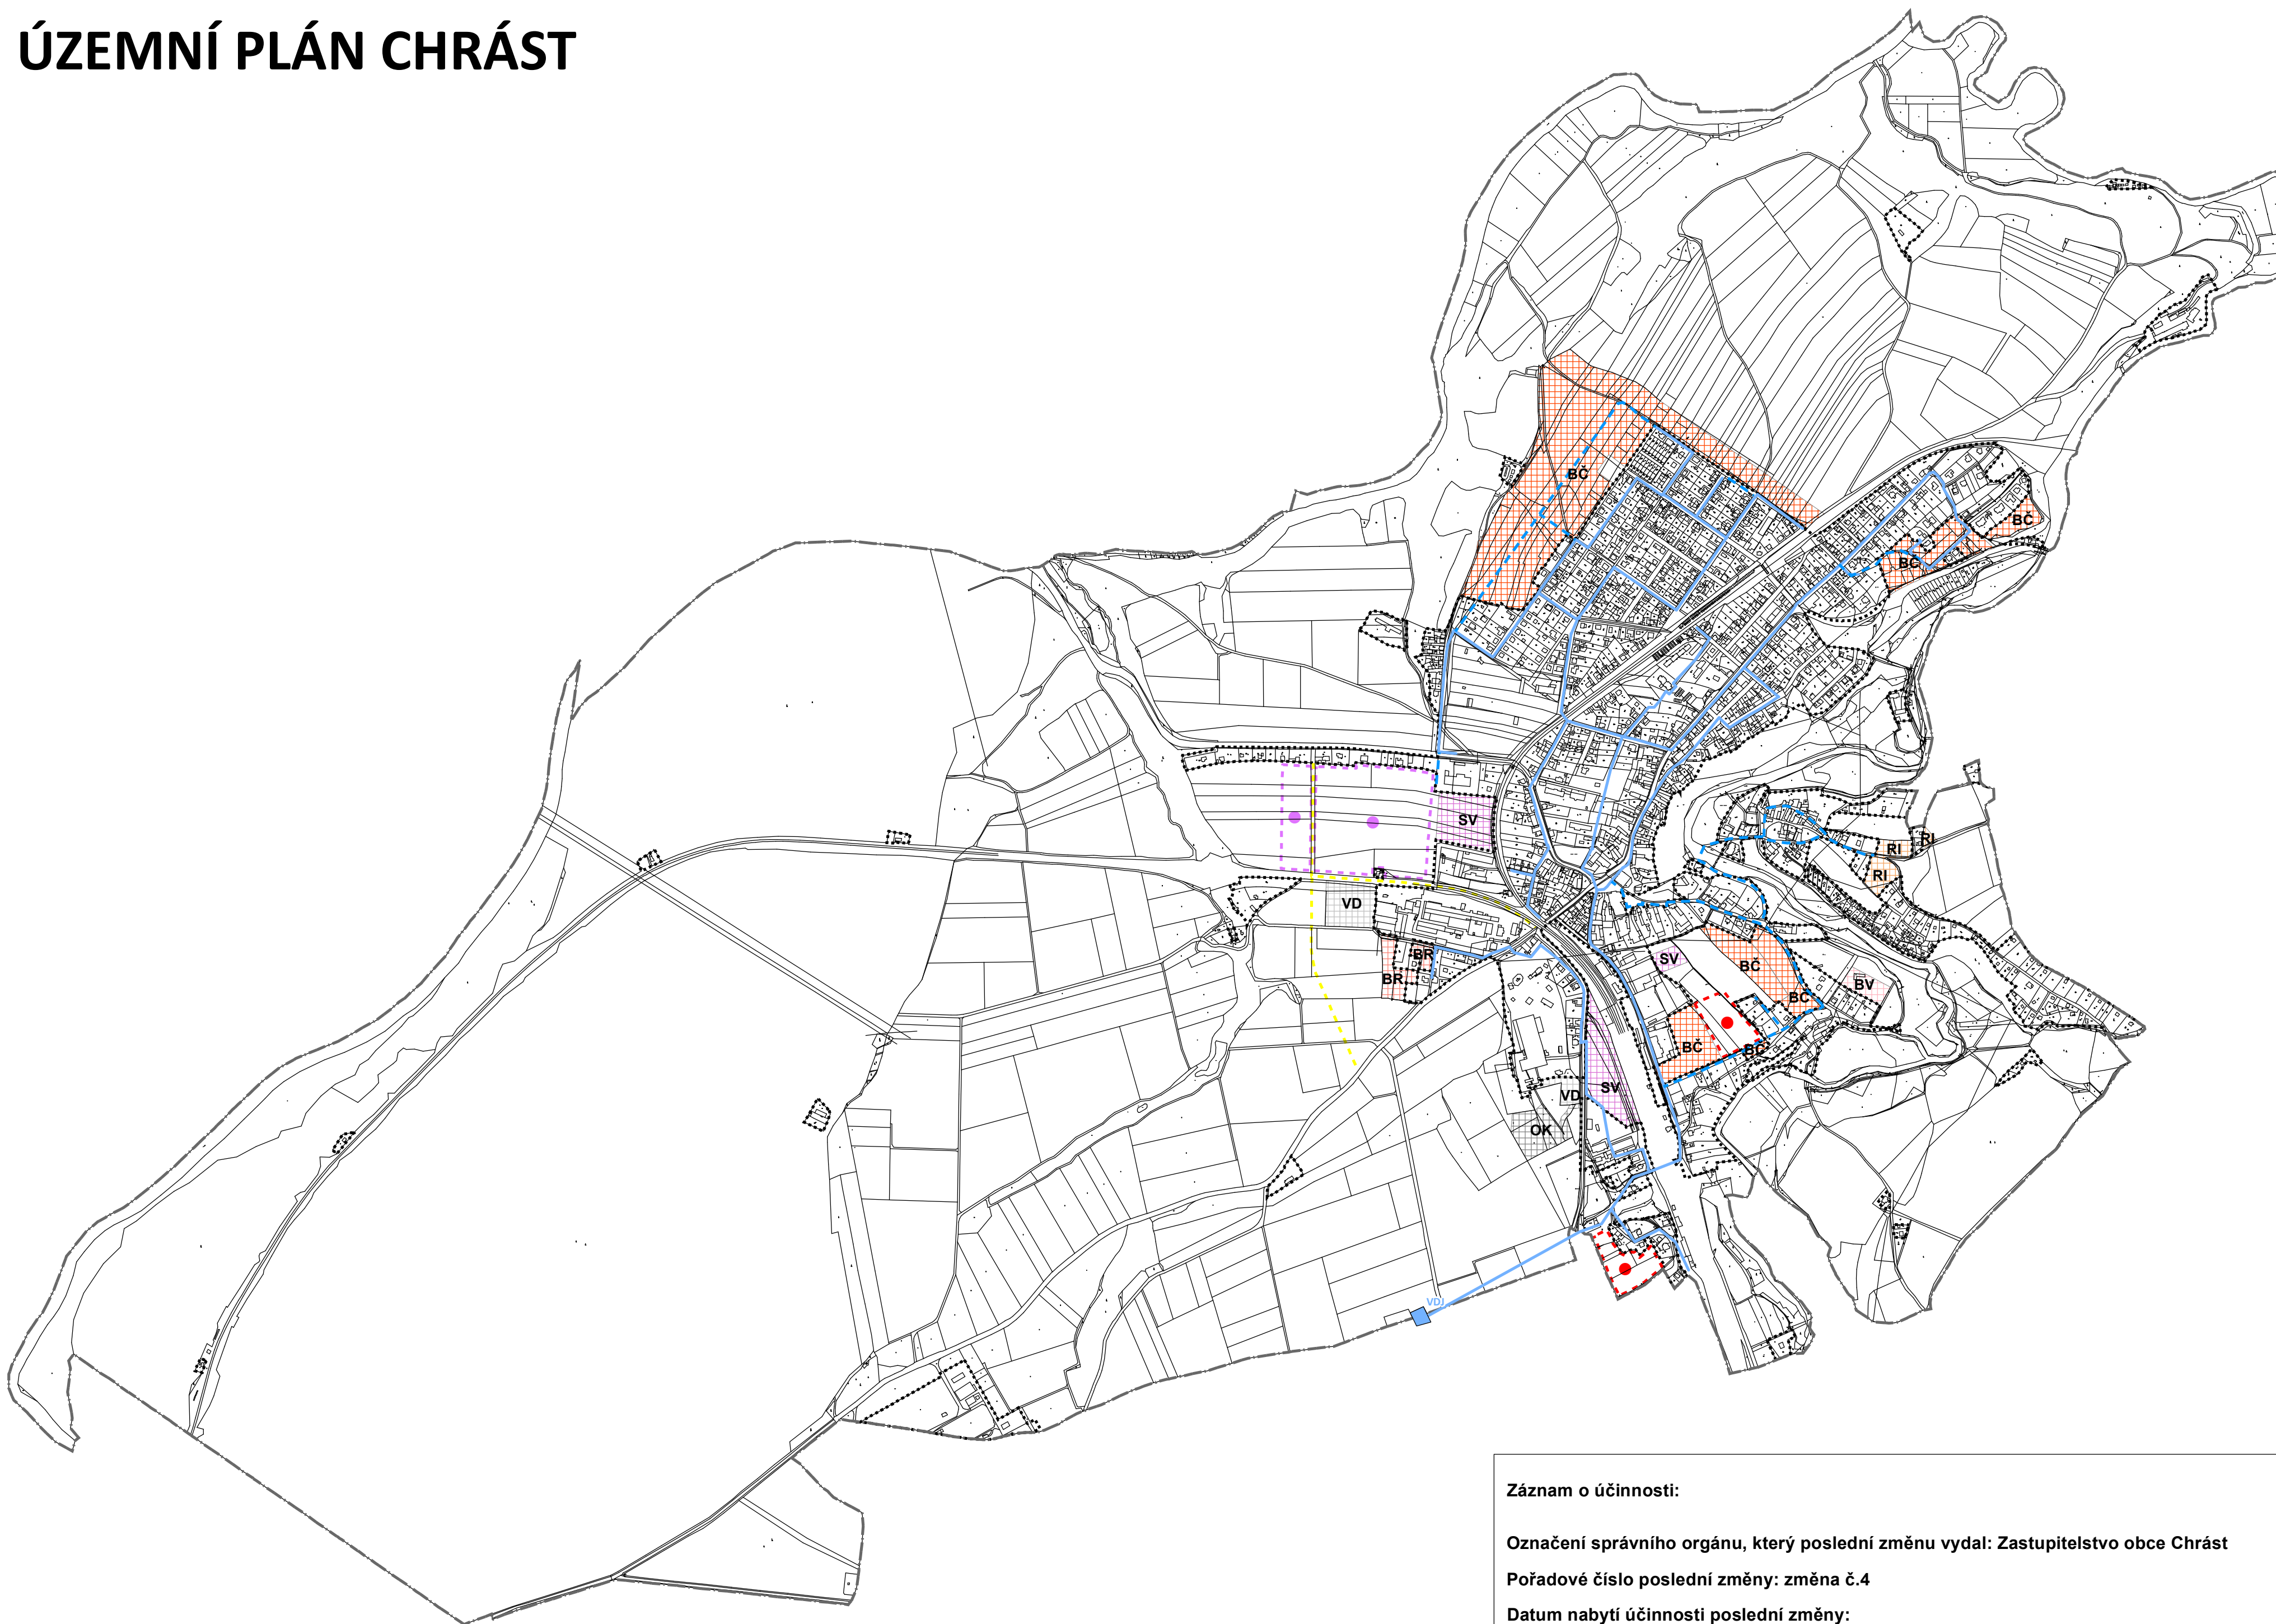 ÚZEMNÍ PLÁN CHRÁST
BČ
BČ
BČ
SV
RI
RI
RI
VD
BR
BR
SV
BČ
BČ
BV
BČ
BČ
SV
VD
OK
VDJ
Záznam o účinnosti:
Označení správního orgánu, který poslední změnu vydal: Zastupitelstvo obce Chrást
Pořadové číslo poslední změny: změna č.4
Datum nabytí účinnosti poslední změny: